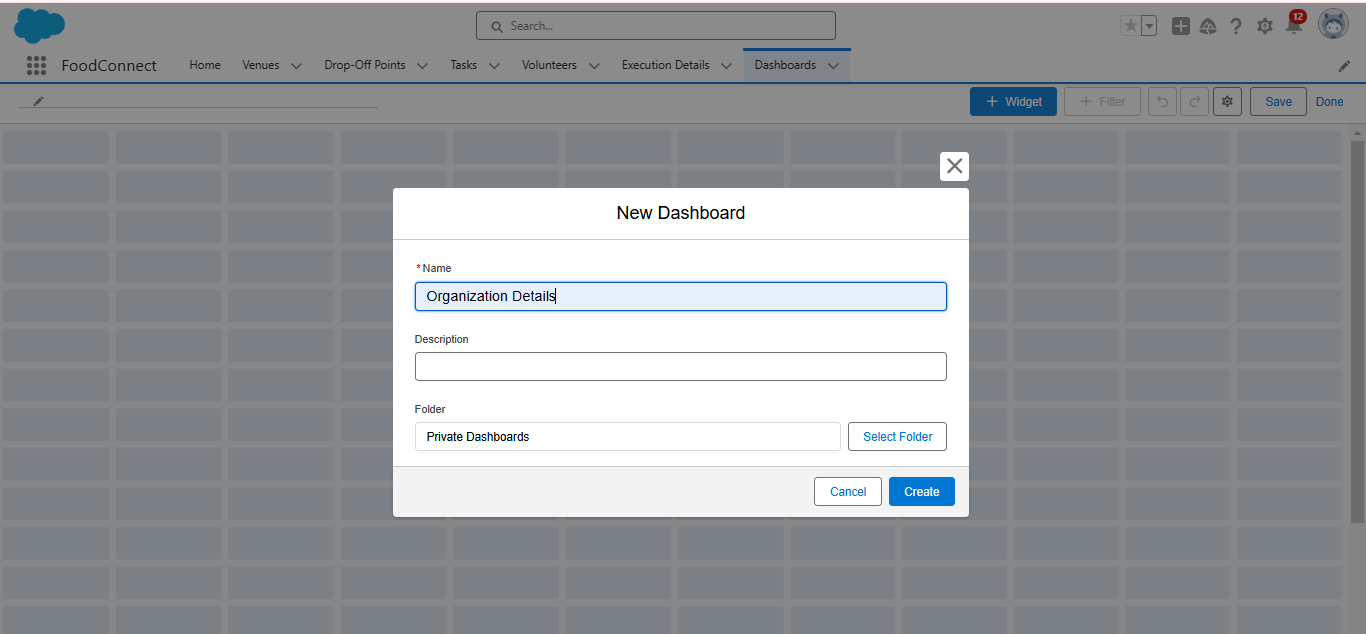 Search...
12
FoodConnect Home Venues Drop-Off Points Tasks Volunteers Execution Details Dashboards
+ Widget + Filter Save Done
New Dashboard
* Name
Organization Details
Description
Folder
Private Dashboards Select Folder
Cancel Create